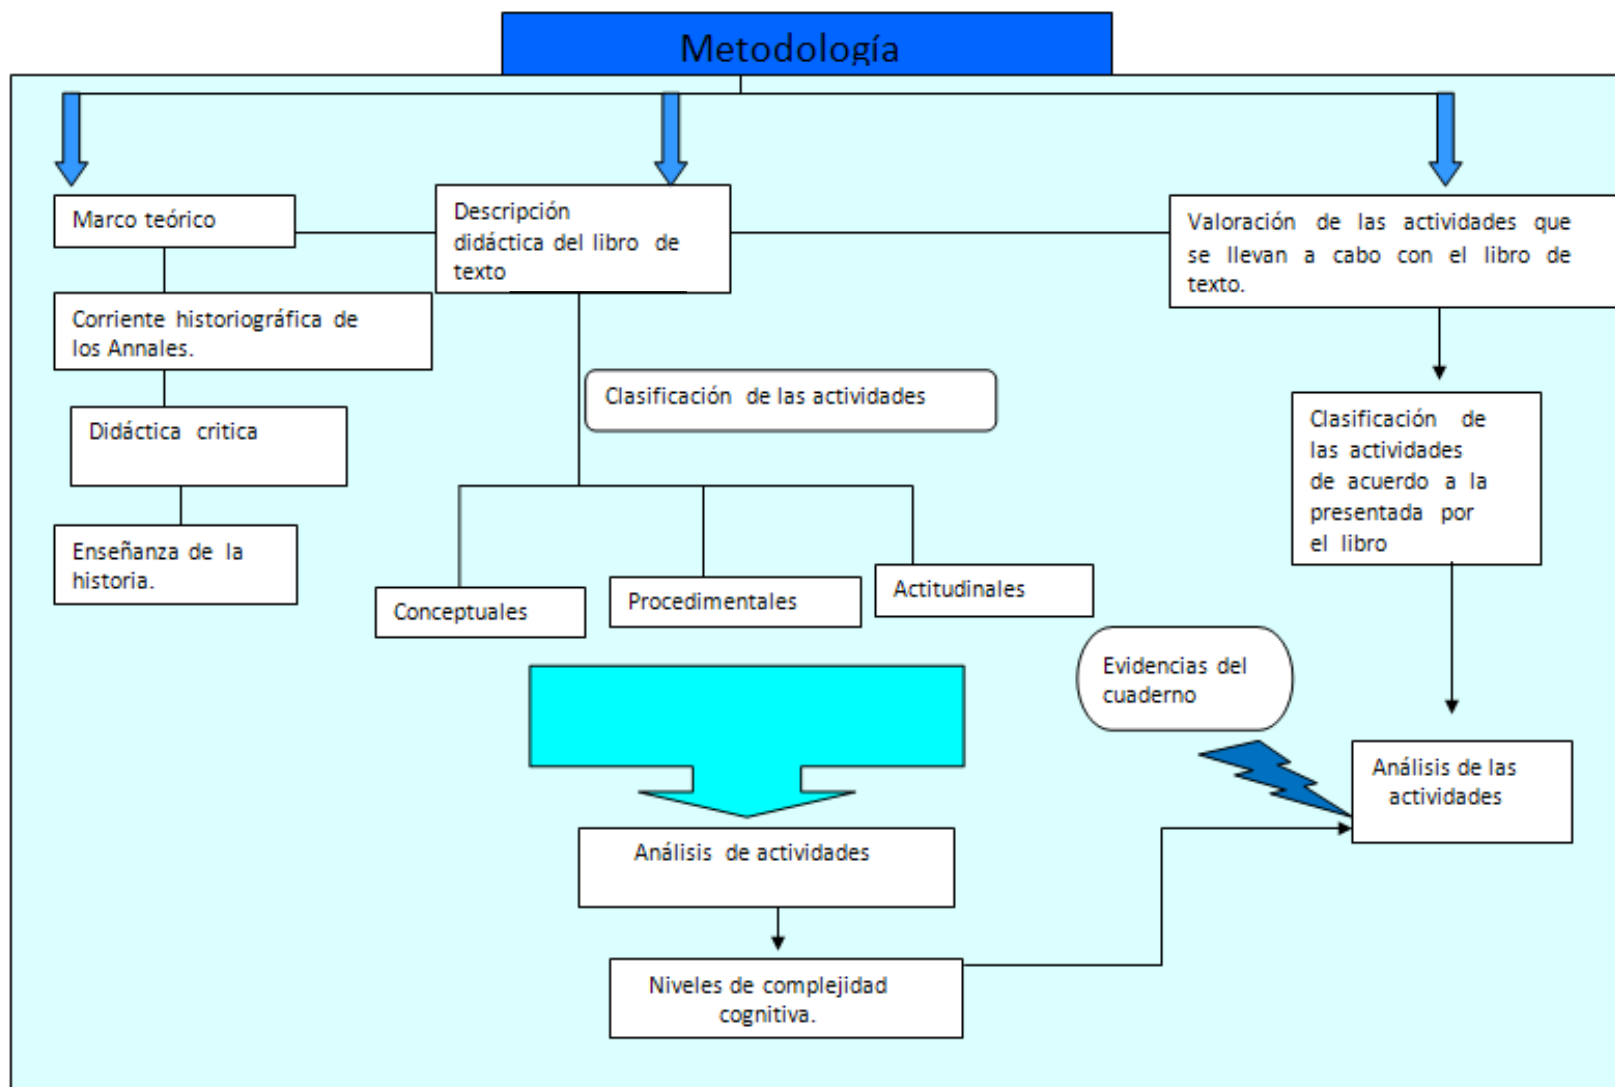 Metodología
Marco teórico
Descripción
didáctica del libro de
texto
Valoración de las actividades que
se llevan a cabo con el libro de
texto.
Corriente historiográfica de
los Annales.
Clasificación de las actividades
Didáctica critica
Clasificación de
las actividades
de acuerdo a la
presentada por
el libro
Enseñanza de la
historia.
Conceptuales
Procedimentales
Actitudinales
Evidencias del
cuaderno
Análisis de las
actividades
Análisis de actividades
Niveles de complejidad
cognitiva.